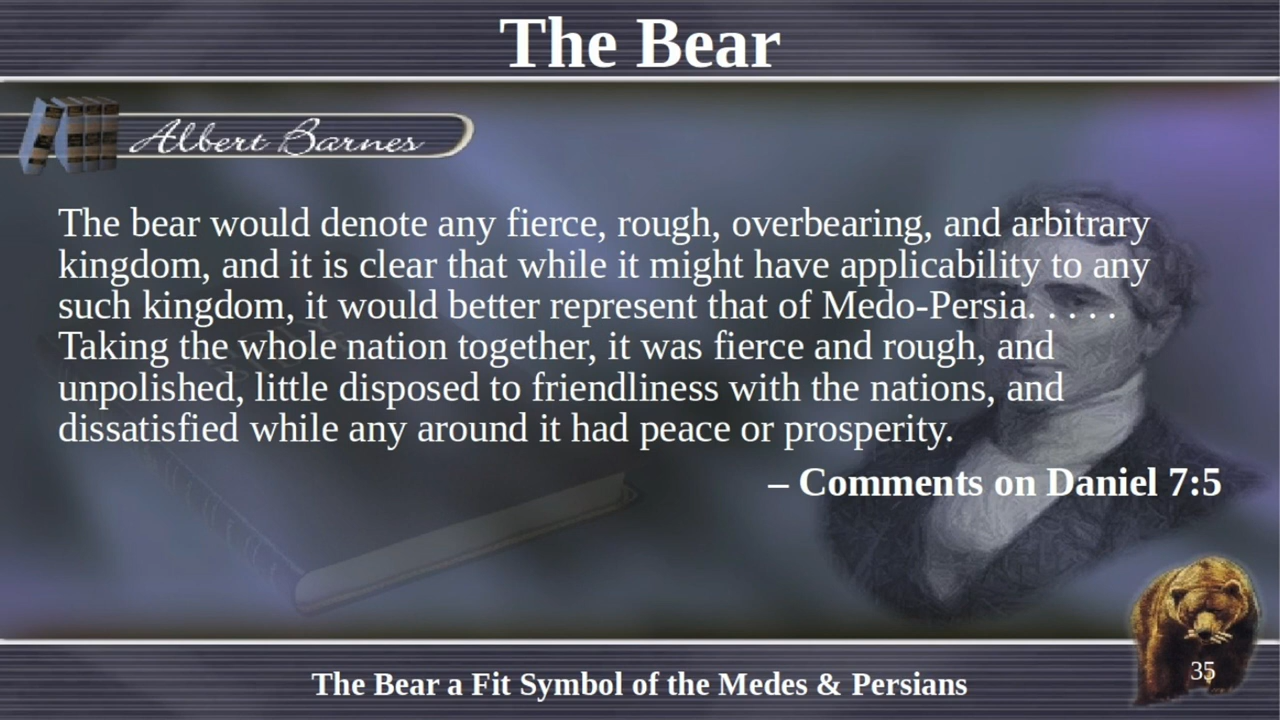 The Bear
Albert Barnes
The bear would denote any fierce, rough, overbearing, and arbitrary
kingdom, and it is clear that while it might have applicability to any
such kingdom, it would better represent that of Medo-Persia. . . . .
Taking the whole nation together, it was fierce and rough, and
unpolished, little disposed to friendliness with the nations, and
dissatisfied while any around it had peace or prosperity.
– Comments on Daniel 7:5
The Bear a Fit Symbol of the Medes & Persians
35